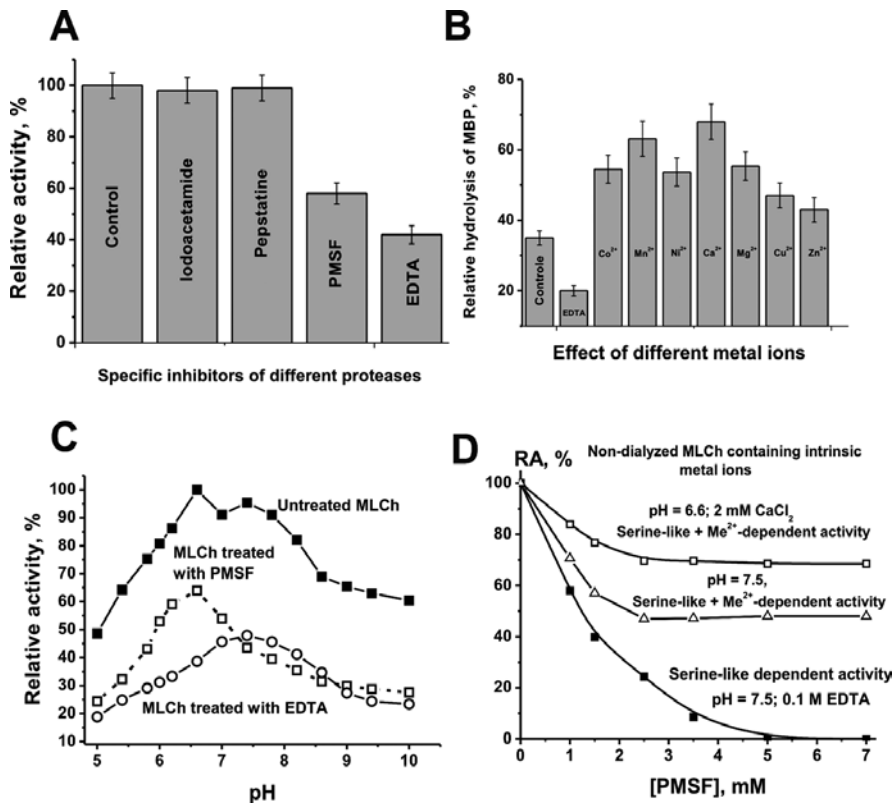 A
Relative activity, %
100
80
60
40
20
0
Control
Iodoacetamide
Pepstatine
PMSF
EDTA
Specific inhibitors of different proteases
B
Relative hydrolysis of MBP, %
80
60
40
20
Controle
EDTA
Co²⁺
Mn²⁺
Ni²⁺
Ca²⁺
Mg²⁺
Cu²⁺
Zn²⁺
Effect of different metal ions
C
Relative activity, %
100
90
80
70
60
50
40
30
20
10
Untreated MLCh
MLCh treated
with PMSF
MLCh treated with EDTA
5
6
7
8
9
10
pH
D
RA, %
Non-dialyzed MLCh containing intrinsic
metal ions
100
80
60
40
20
0
pH = 6.6; 2 mM CaCl₂
Serine-like + Me²⁺-dependent activity
pH = 7.5,
Serine-like + Me²⁺-dependent activity
Serine-like dependent activity
pH = 7.5; 0.1 M EDTA
0
1
2
3
4
5
6
7
[PMSF], mM